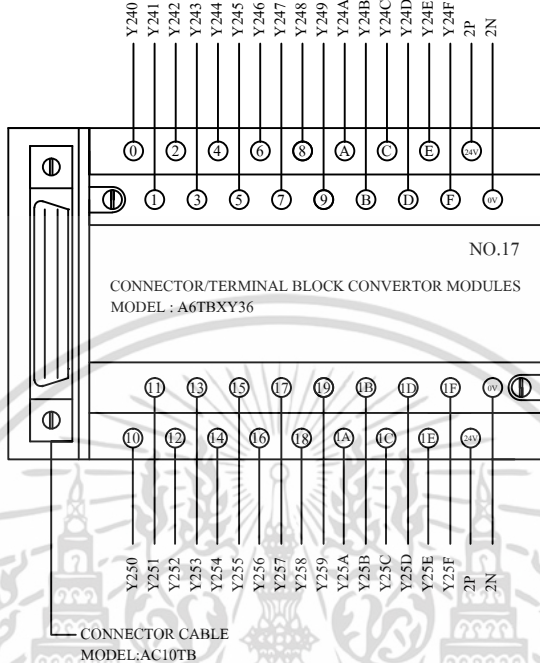 Y240 Y241 Y242 Y243 Y244 Y245 Y246 Y247 Y248 Y249 Y24A Y24B Y24C Y24D Y24E Y24F 2P 2N
0 2 4 6 8 A C E 24V
1 3 5 7 9 B D F 0V
NO.17
CONNECTOR/TERMINAL BLOCK CONVERTOR MODULES
MODEL : A6TBXY36
11 13 15 17 19 1B 1D 1F 0V
10 12 14 16 18 1A 1C 1E 24V
Y250 Y251 Y252 Y253 Y254 Y255 Y256 Y257 Y258 Y259 Y25A Y25B Y25C Y25D Y25E Y25F 2P 2N
CONNECTOR CABLE
MODEL:AC10TB